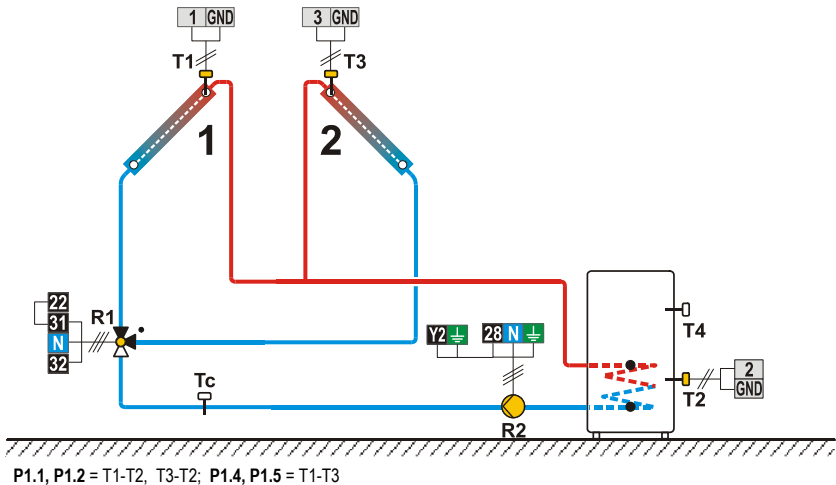 1 GND
3 GND
T1
T3
1
2
22
31
N
32
R1
Tc
Y2
28 N
R2
T4
2
GND
T2
P1.1, P1.2 = T1-T2, T3-T2; P1.4, P1.5 = T1-T3